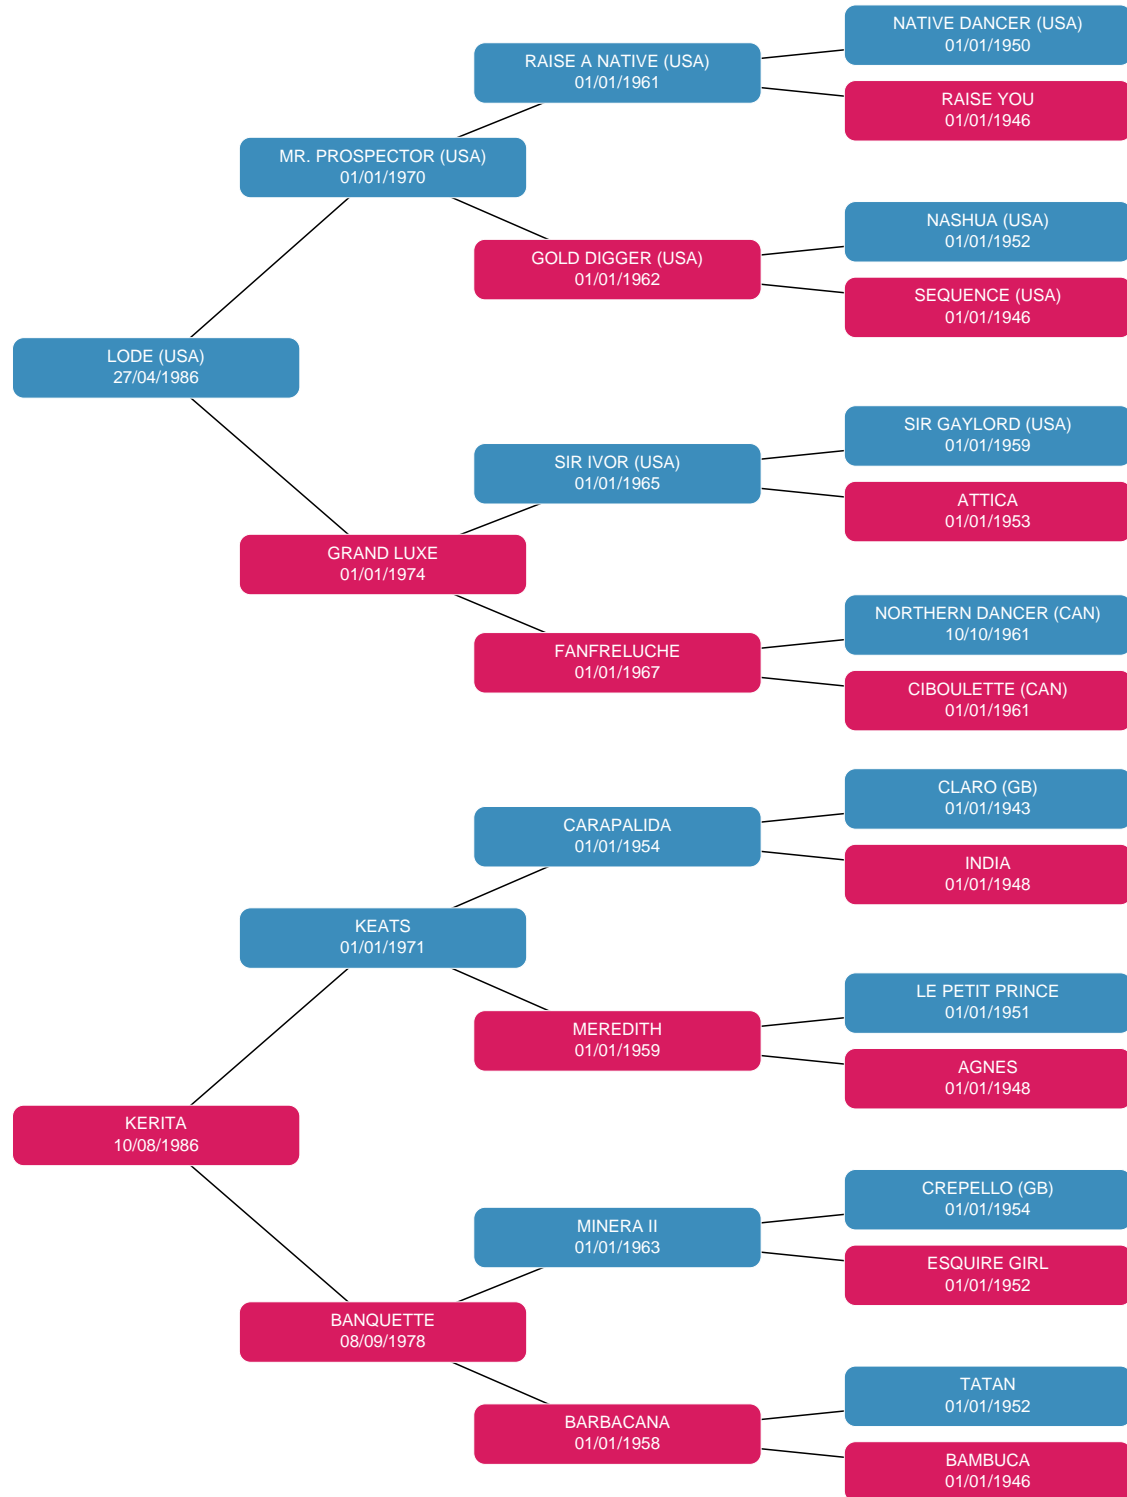 NATIVE DANCER (USA)
01/01/1950
RAISE A NATIVE (USA)
01/01/1961
RAISE YOU
01/01/1946
MR. PROSPECTOR (USA)
01/01/1970
NASHUA (USA)
01/01/1952
GOLD DIGGER (USA)
01/01/1962
SEQUENCE (USA)
01/01/1946
LODE (USA)
27/04/1986
SIR GAYLORD (USA)
01/01/1959
SIR IVOR (USA)
01/01/1965
ATTICA
01/01/1953
GRAND LUXE
01/01/1974
NORTHERN DANCER (CAN)
10/10/1961
FANFRELUCHE
01/01/1967
CIBOULETTE (CAN)
01/01/1961
CLARO (GB)
01/01/1943
CARAPALIDA
01/01/1954
INDIA
01/01/1948
KEATS
01/01/1971
LE PETIT PRINCE
01/01/1951
MEREDITH
01/01/1959
AGNES
01/01/1948
KERITA
10/08/1986
CREPELLO (GB)
01/01/1954
MINERA II
01/01/1963
ESQUIRE GIRL
01/01/1952
BANQUETTE
08/09/1978
TATAN
01/01/1952
BARBACANA
01/01/1958
BAMBUCA
01/01/1946